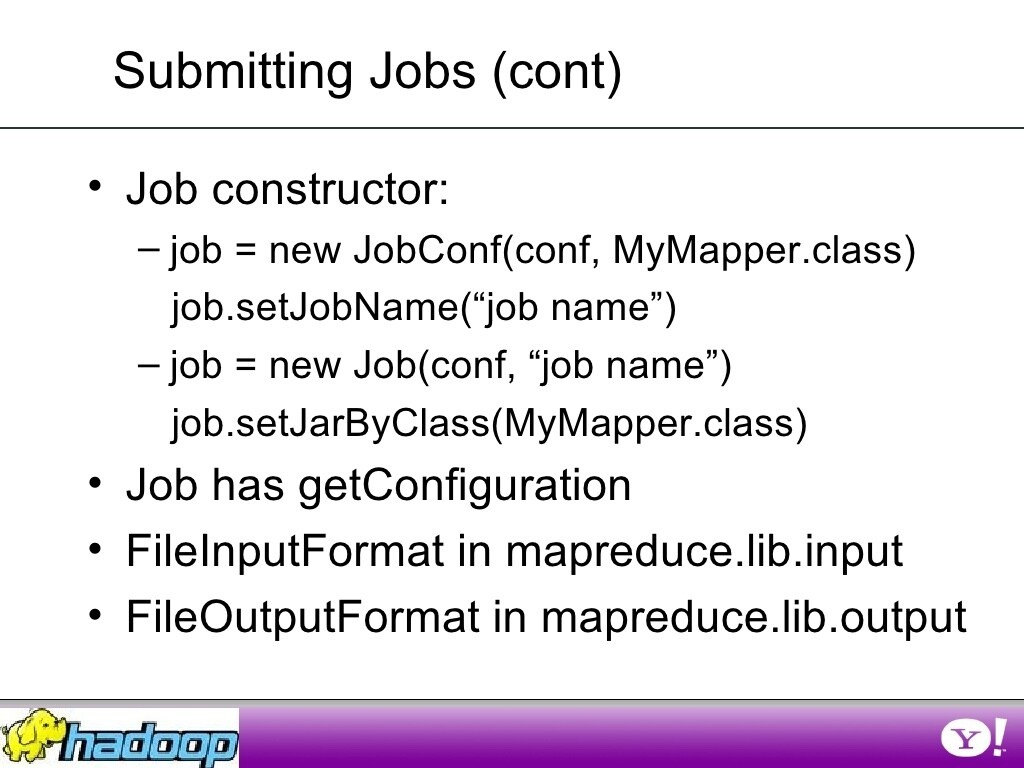 Submitting Jobs (cont)
• Job constructor:
– job = new JobConf(conf, MyMapper.class)
job.setJobName(“job name”)
– job = new Job(conf, “job name”)
job.setJarByClass(MyMapper.class)
• Job has getConfiguration
• FileInputFormat in mapreduce.lib.input
• FileOutputFormat in mapreduce.lib.output
hadoop
Y!